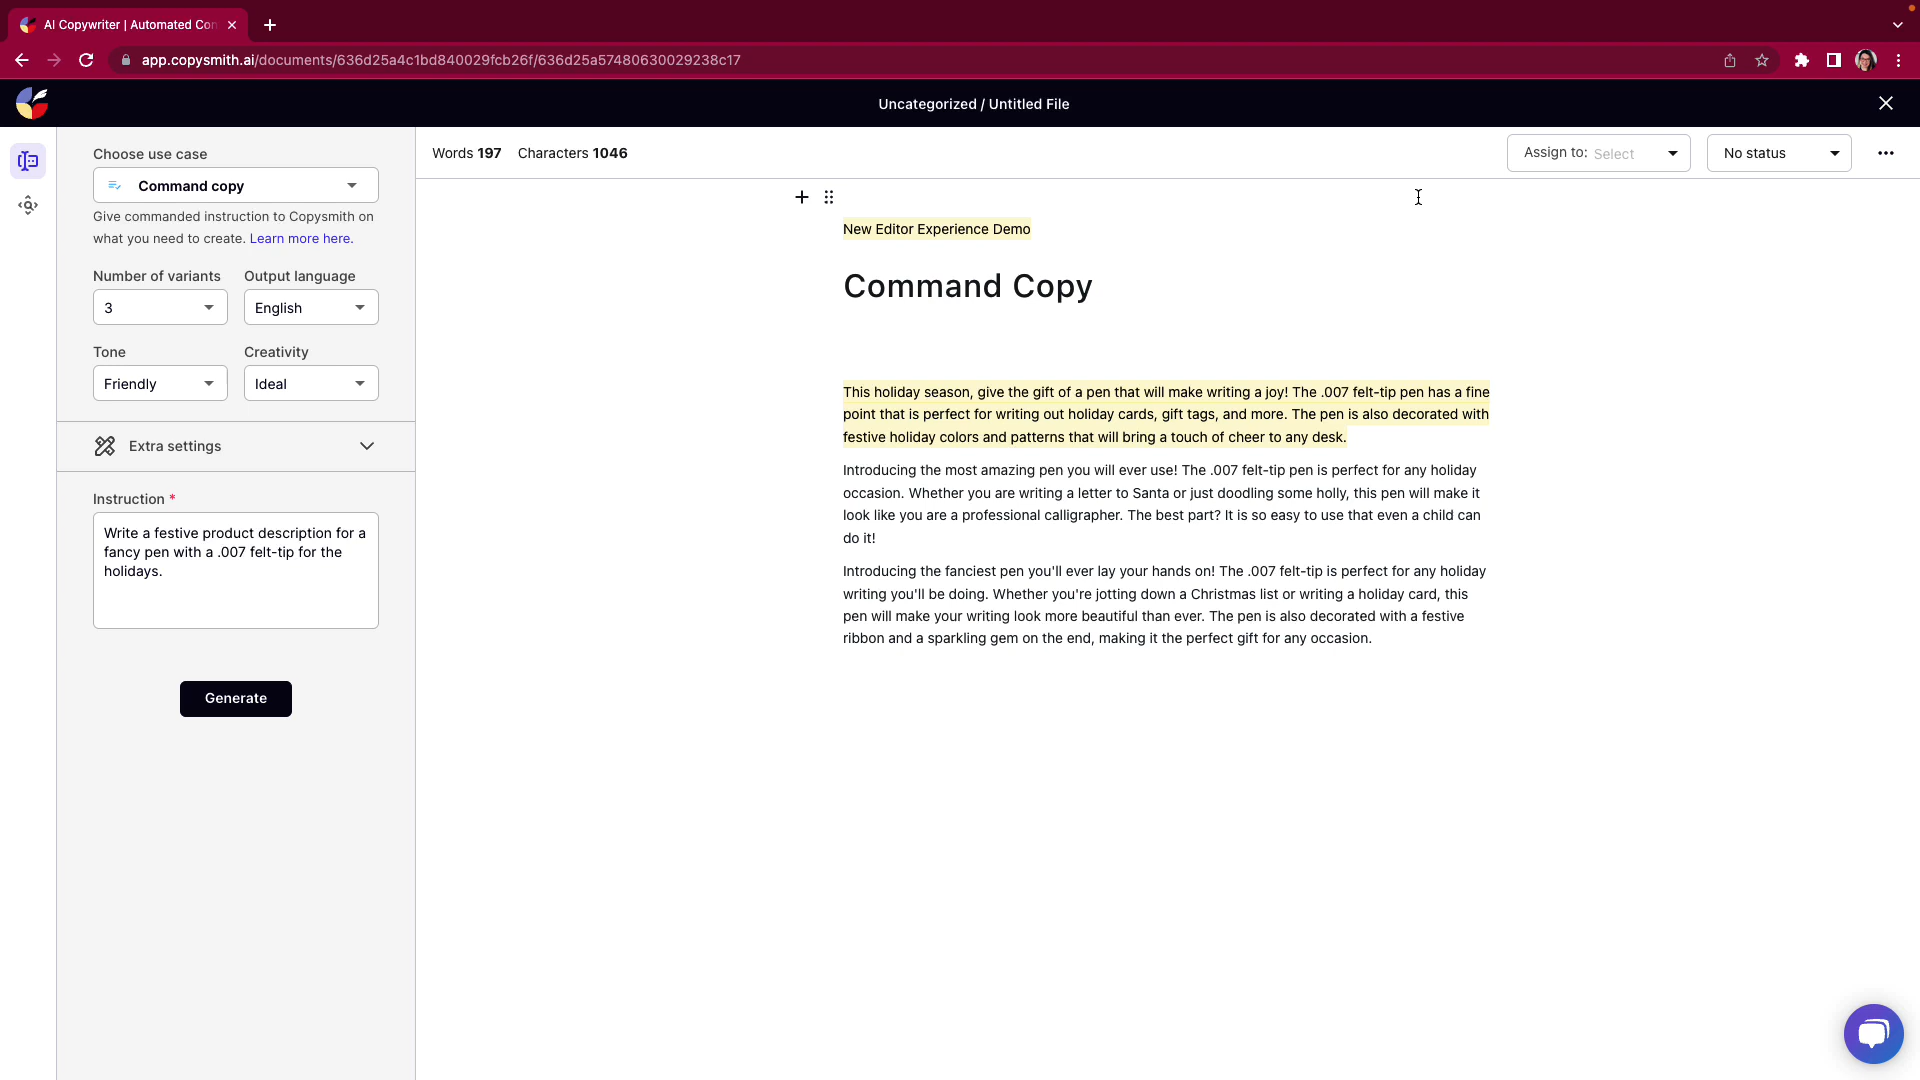 AI Copywriter | Automated Con
app.copysmith.ai/documents/636d25a4c1bd840029fcb26f/636d25a57480630029238c17
Uncategorized / Untitled File
Choose use case
Command copy
Give commanded instruction to Copysmith on
what you need to create. Learn more here.
Number of variants
Output language
3
English
Tone
Creativity
Friendly
Ideal
Extra settings
Instruction *
Write a festive product description for a
fancy pen with a .007 felt-tip for the
holidays.
Generate
Words 197 Characters 1046
Assign to: Select
No status
New Editor Experience Demo
Command Copy
This holiday season, give the gift of a pen that will make writing a joy! The .007 felt-tip pen has a fine
point that is perfect for writing out holiday cards, gift tags, and more. The pen is also decorated with
festive holiday colors and patterns that will bring a touch of cheer to any desk.
Introducing the most amazing pen you will ever use! The .007 felt-tip pen is perfect for any holiday
occasion. Whether you are writing a letter to Santa or just doodling some holly, this pen will make it
look like you are a professional calligrapher. The best part? It is so easy to use that even a child can
do it!
Introducing the fanciest pen you'll ever lay your hands on! The .007 felt-tip is perfect for any holiday
writing you'll be doing. Whether you're jotting down a Christmas list or writing a holiday card, this
pen will make your writing look more beautiful than ever. The pen is also decorated with a festive
ribbon and a sparkling gem on the end, making it the perfect gift for any occasion.